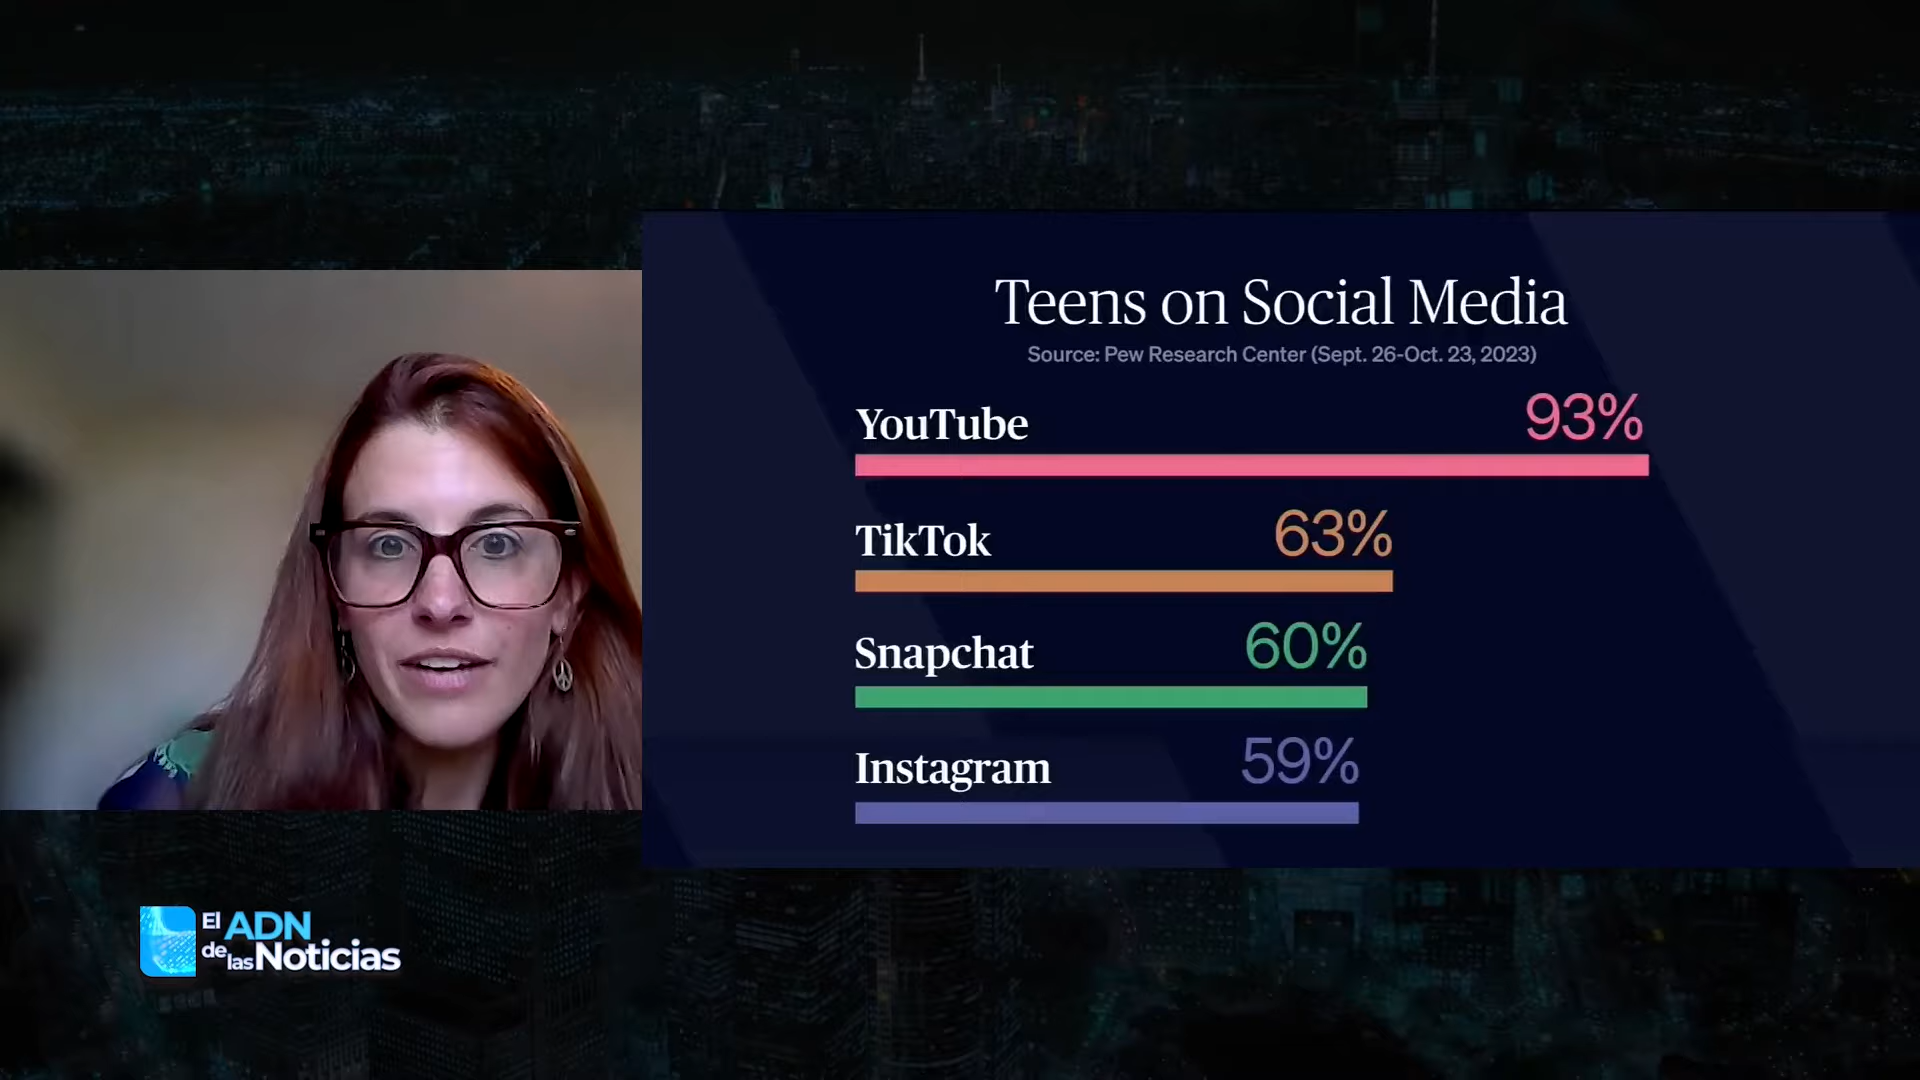 Teens on Social Media
Source: Pew Research Center (Sept. 26-Oct. 23, 2023)
YouTube 93%
TikTok 63%
Snapchat 60%
Instagram 59%
El ADN
de las Noticias